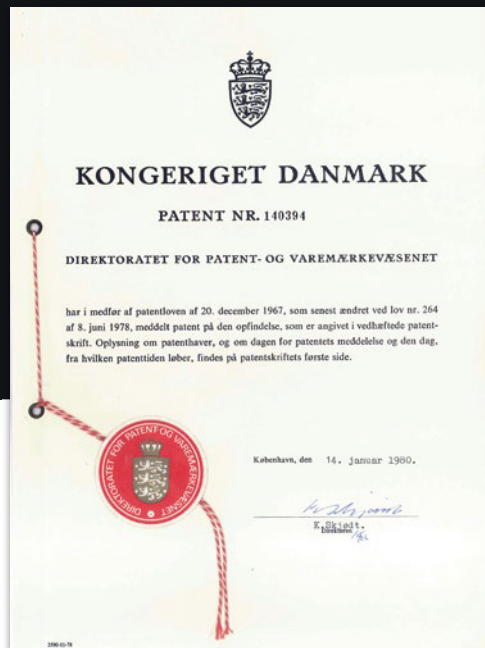 KONGERIGET DANMARK
PATENT NR. 140394
DIREKTORATET FOR PATENT- OG VAREMÆRKEVÆSENET
har i medfør af patentloven af 20. december 1967, som senest ændret ved lov nr. 264
af 8. juni 1978, meddelt patent på den opfindelse, som er angivet i vedhæftede patent-
skrift. Oplysning om patenthaver, og om dagen for patentets meddelelse og den dag,
fra hvilken patenttiden løber, findes på patentskriftets første side.
DIREKTORATET FOR PATENT-OG VAREMÆRKEVÆSNET
København, den 14. januar 1980.
K.Skjødt.
Direktøren